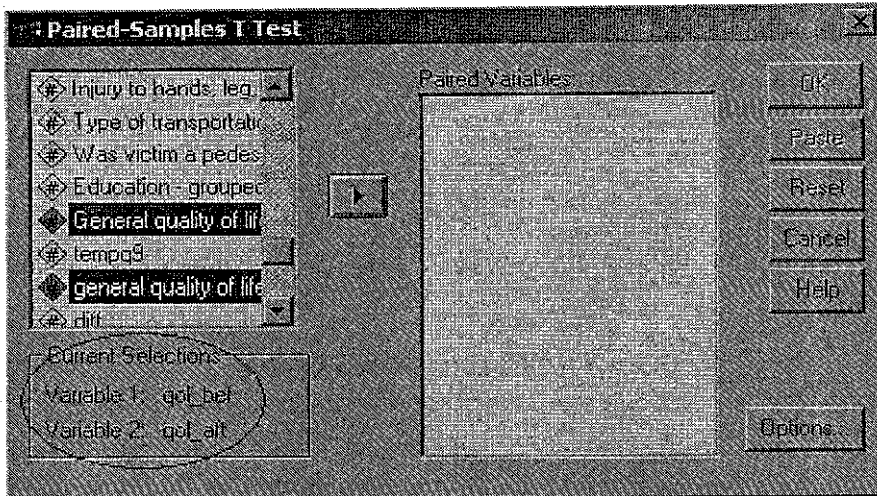 Paired-Samples T Test
Injury to hands, leg,
Type of transportatic
Was victim a pedes
Education - grouped
General quality of lif
tempq9
general quality of life
diff
Current Selections
Variable 1: qol_bef
Variable 2: qol_aft
Paired Variables:
OK
Paste
Reset
Cancel
Help
Options...